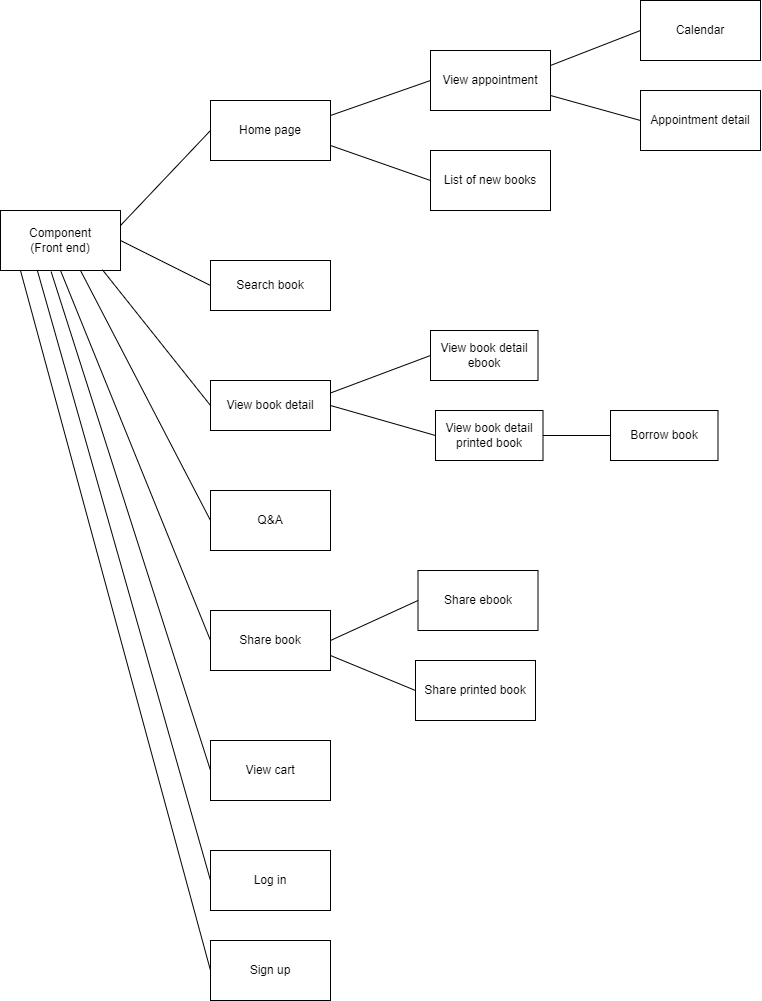 Calendar
View appointment
Appointment detail
Home page
List of new books
Component
(Front end)
Search book
View book detail
ebook
View book detail
View book detail
printed book
Borrow book
Q&A
Share ebook
Share book
Share printed book
View cart
Log in
Sign up